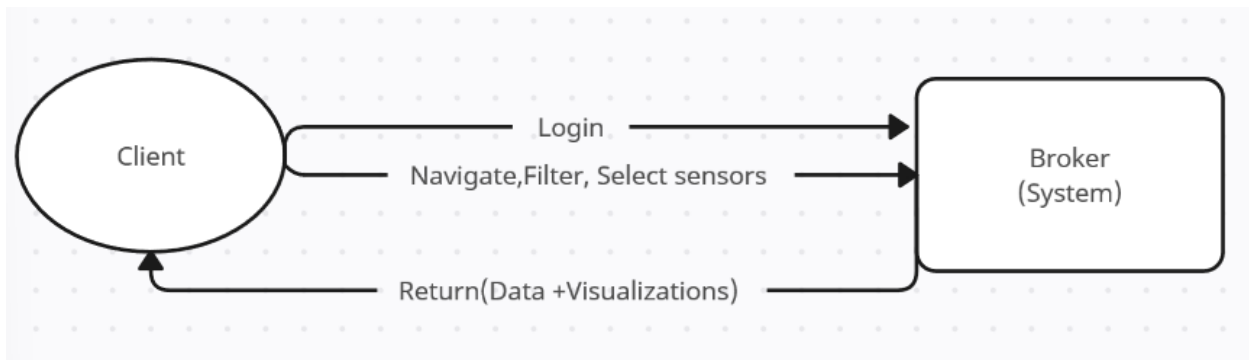 Client
Login
Navigate,Filter, Select sensors
Broker
(System)
Return(Data +Visualizations)